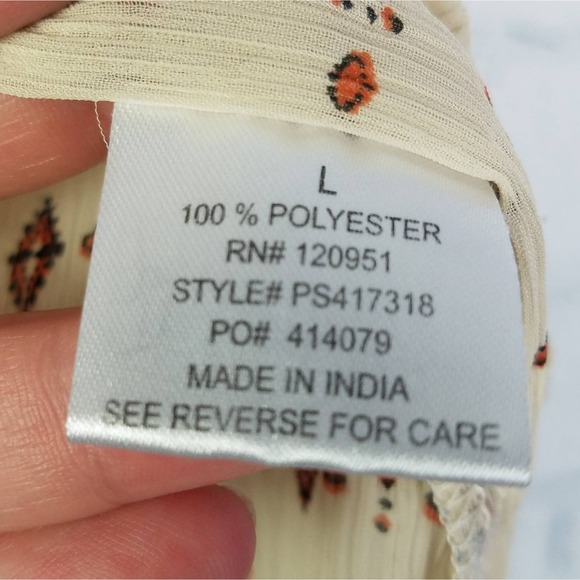 L
100 % POLYESTER
RN# 120951
STYLE# PS417318
PO# 414079
MADE IN INDIA
SEE REVERSE FOR CARE